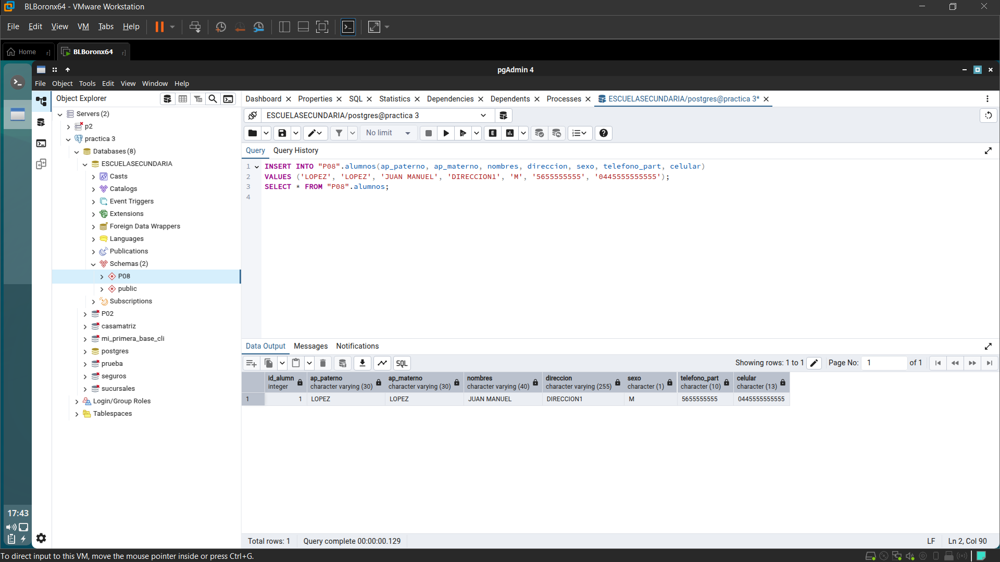 BLBoronx64 - VMware Workstation
File Edit View VM Tabs Help
Home
BLBoronx64
pgAdmin 4
File Object Tools Edit View Window Help
Object Explorer
Dashboard Properties SQL Statistics Dependencies Dependents Processes ESCUELASECUNDARIA/postgres@practica 3*
Servers (2)
p2
practica 3
Databases (8)
ESCUELASECUNDARIA
Casts
Catalogs
Event Triggers
Extensions
Foreign Data Wrappers
Languages
Publications
Schemas (2)
P08
public
Subscriptions
P02
casamatriz
mi_primera_base_cli
postgres
prueba
seguros
sucursales
Login/Group Roles
Tablespaces
17:43
ESCUELASECUNDARIA/postgres@practica 3
No limit
E
Query Query History
1 INSERT INTO "P08".alumnos(ap_paterno, ap_materno, nombres, direccion, sexo, telefono_part, celular)
2 VALUES ('LOPEZ', 'LOPEZ', 'JUAN MANUEL', 'DIRECCION1', 'M', '5655555555', '0445555555555');
3 SELECT * FROM "P08".alumnos;
4
Data Output Messages Notifications
SQL
Showing rows: 1 to 1 Page No: 1 of 1
id_alumn ap_paterno ap_materno nombres direccion sexo telefono_part celular
integer character varying (30) character varying (30) character varying (40) character varying (255) character (1) character (10) character (13)
1 1 LOPEZ LOPEZ JUAN MANUEL DIRECCION1 M 5655555555 0445555555555
Total rows: 1 Query complete 00:00:00.129 LF Ln 2, Col 90
To direct input to this VM, move the mouse pointer inside or press Ctrl+G.